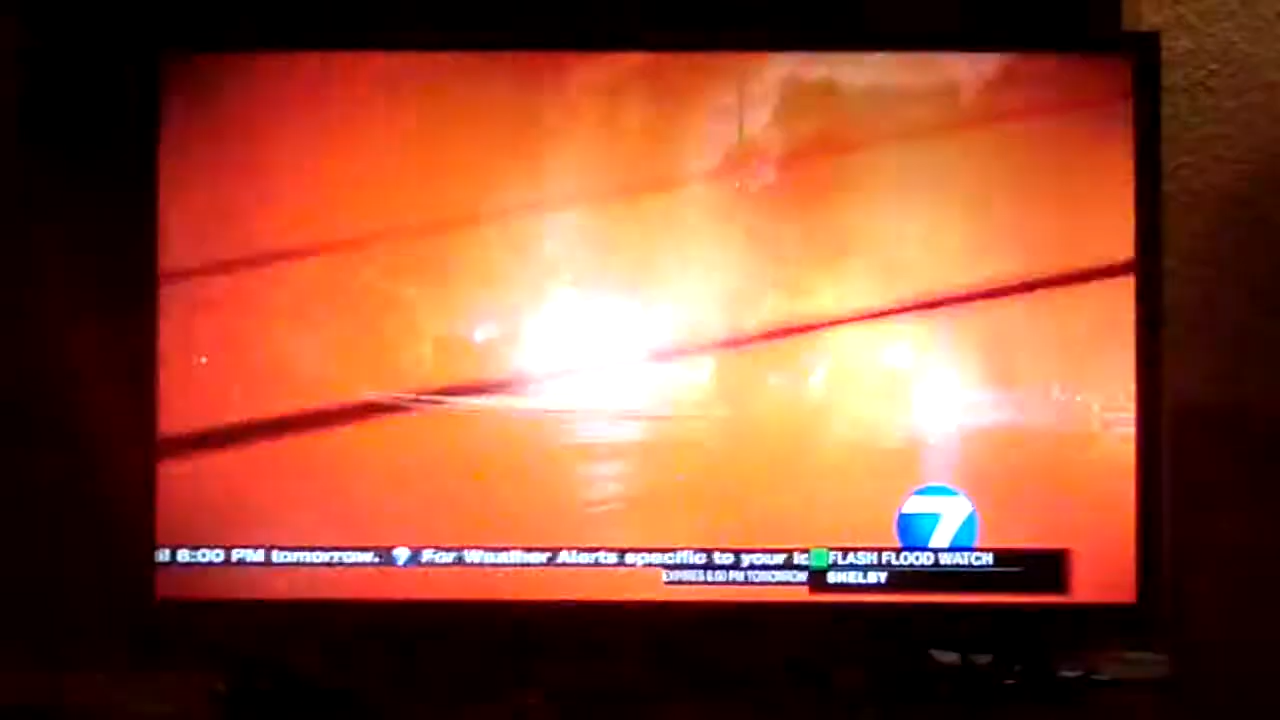 7
6:00 PM tomorrow. For Weather Alerts specific to your
FLASH FLOOD WATCH
EXPIRES 6:00 PM TOMORROW
SHELBY